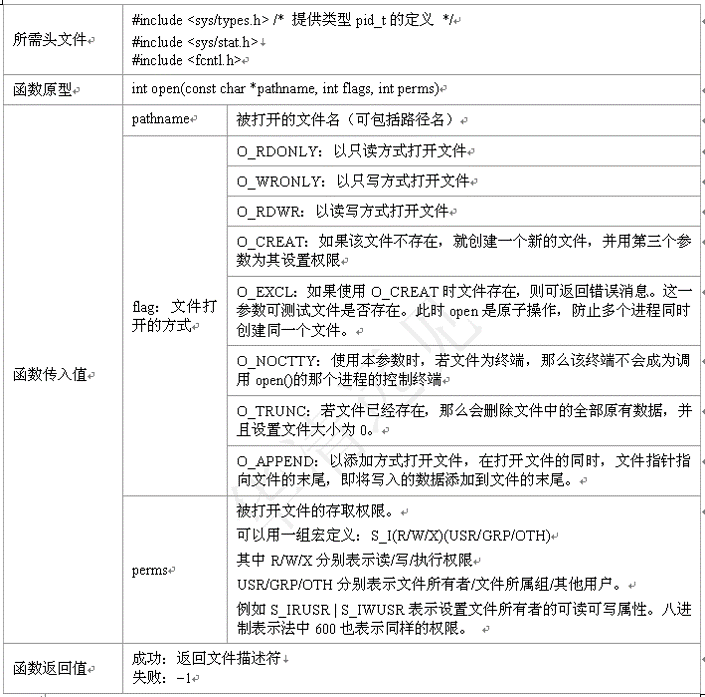 所需头文件
#include <sys/types.h> /* 提供类型 pid_t 的定义 */
#include <sys/stat.h>
#include <fcntl.h>
函数原型
int open(const char *pathname, int flags, int perms)
函数传入值
pathname
被打开的文件名（可包括路径名）
flag：文件打
开的方式
O_RDONLY：以只读方式打开文件
O_WRONLY：以只写方式打开文件
O_RDWR：以读写方式打开文件
O_CREAT：如果该文件不存在，就创建一个新的文件，并用第三个参
数为其设置权限
O_EXCL：如果使用 O_CREAT 时文件存在，则可返回错误消息。这一
参数可测试文件是否存在。此时 open 是原子操作，防止多个进程同时
创建同一个文件。
O_NOCTTY：使用本参数时，若文件为终端，那么该终端不会成为调
用 open()的那个进程的控制终端
O_TRUNC：若文件已经存在，那么会删除文件中的全部原有数据，并
且设置文件大小为 0。
O_APPEND：以添加方式打开文件，在打开文件的同时，文件指针指
向文件的末尾，即将写入的数据添加到文件的末尾。
perms
被打开文件的存取权限。
可以用一组宏定义：S_I(R/W/X)(USR/GRP/OTH)
其中 R/W/X 分别表示读/写/执行权限
USR/GRP/OTH 分别表示文件所有者/文件所属组/其他用户。
例如 S_IRUSR | S_IWUSR 表示设置文件所有者的可读可写属性。八进
制表示法中 600 也表示同样的权限。
函数返回值
成功：返回文件描述符
失败：−1